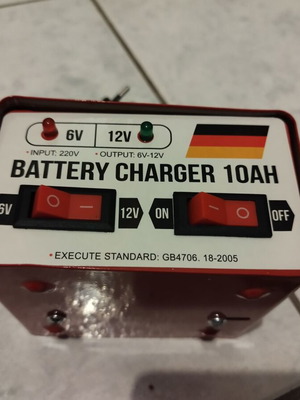 6V 12V
• INPUT: 220V • OUTPUT: 6V-12V
BATTERY CHARGER 10AH
6V 12V ON OFF
• EXECUTE STANDARD: GB4706. 18-2005